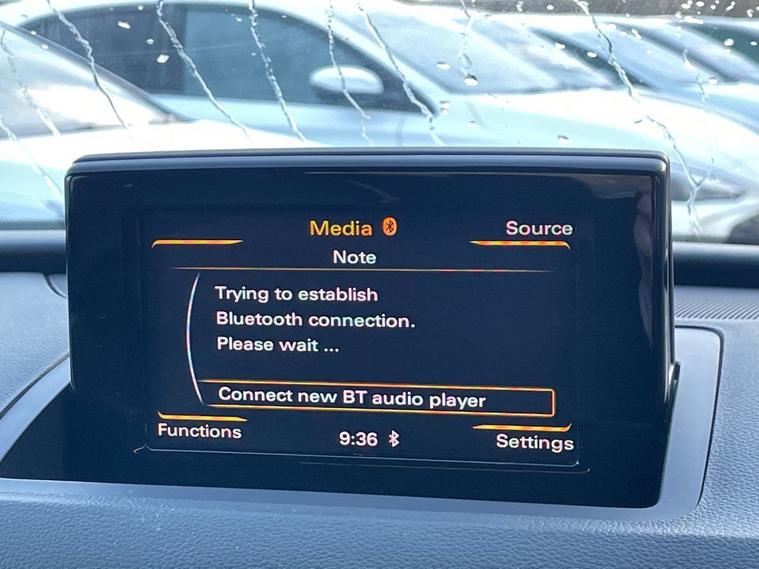 Media
Source
Note
Trying to establish
Bluetooth connection.
Please wait ...
Connect new BT audio player
Functions
9:36
Settings